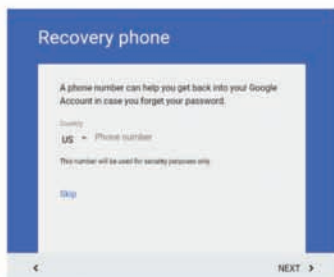 Recovery phone
A phone number can help you get back into your Google
Account in case you forget your password.
Country
US Phone number
This number will be used for security purposes only.
Skip
NEXT